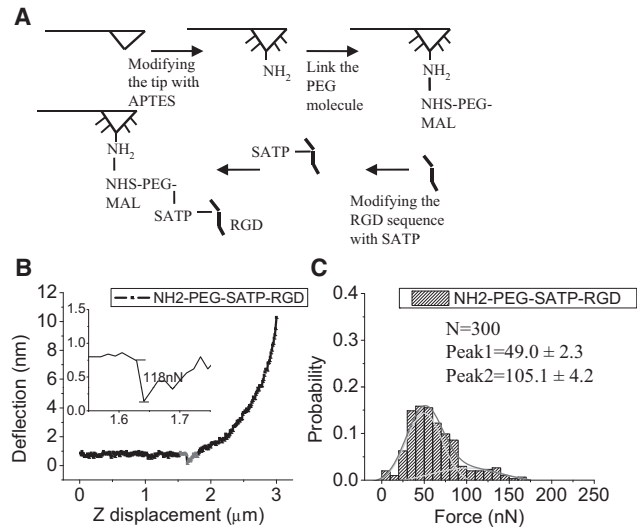 A
Modifying
the tip with
APTES
NH2
Link the
PEG
molecule
NH2
NHS-PEG-
MAL
NH2
NHS-PEG-
MAL
SATP
RGD
SATP
Modifying the
RGD sequence
with SATP
B
NH2-PEG-SATP-RGD
Deflection (nm)
12
10
8
6
4
2
0
1.5
1.0
0.5
0.0
118nN
1.6
1.7
0
1
2
3
Z displacement (μm)
C
NH2-PEG-SATP-RGD
N=300
Peak1=49.0 ± 2.3
Peak2=105.1 ± 4.2
Probability
0.4
0.3
0.2
0.1
0.0
0
50
100
150
250
Force (nN)